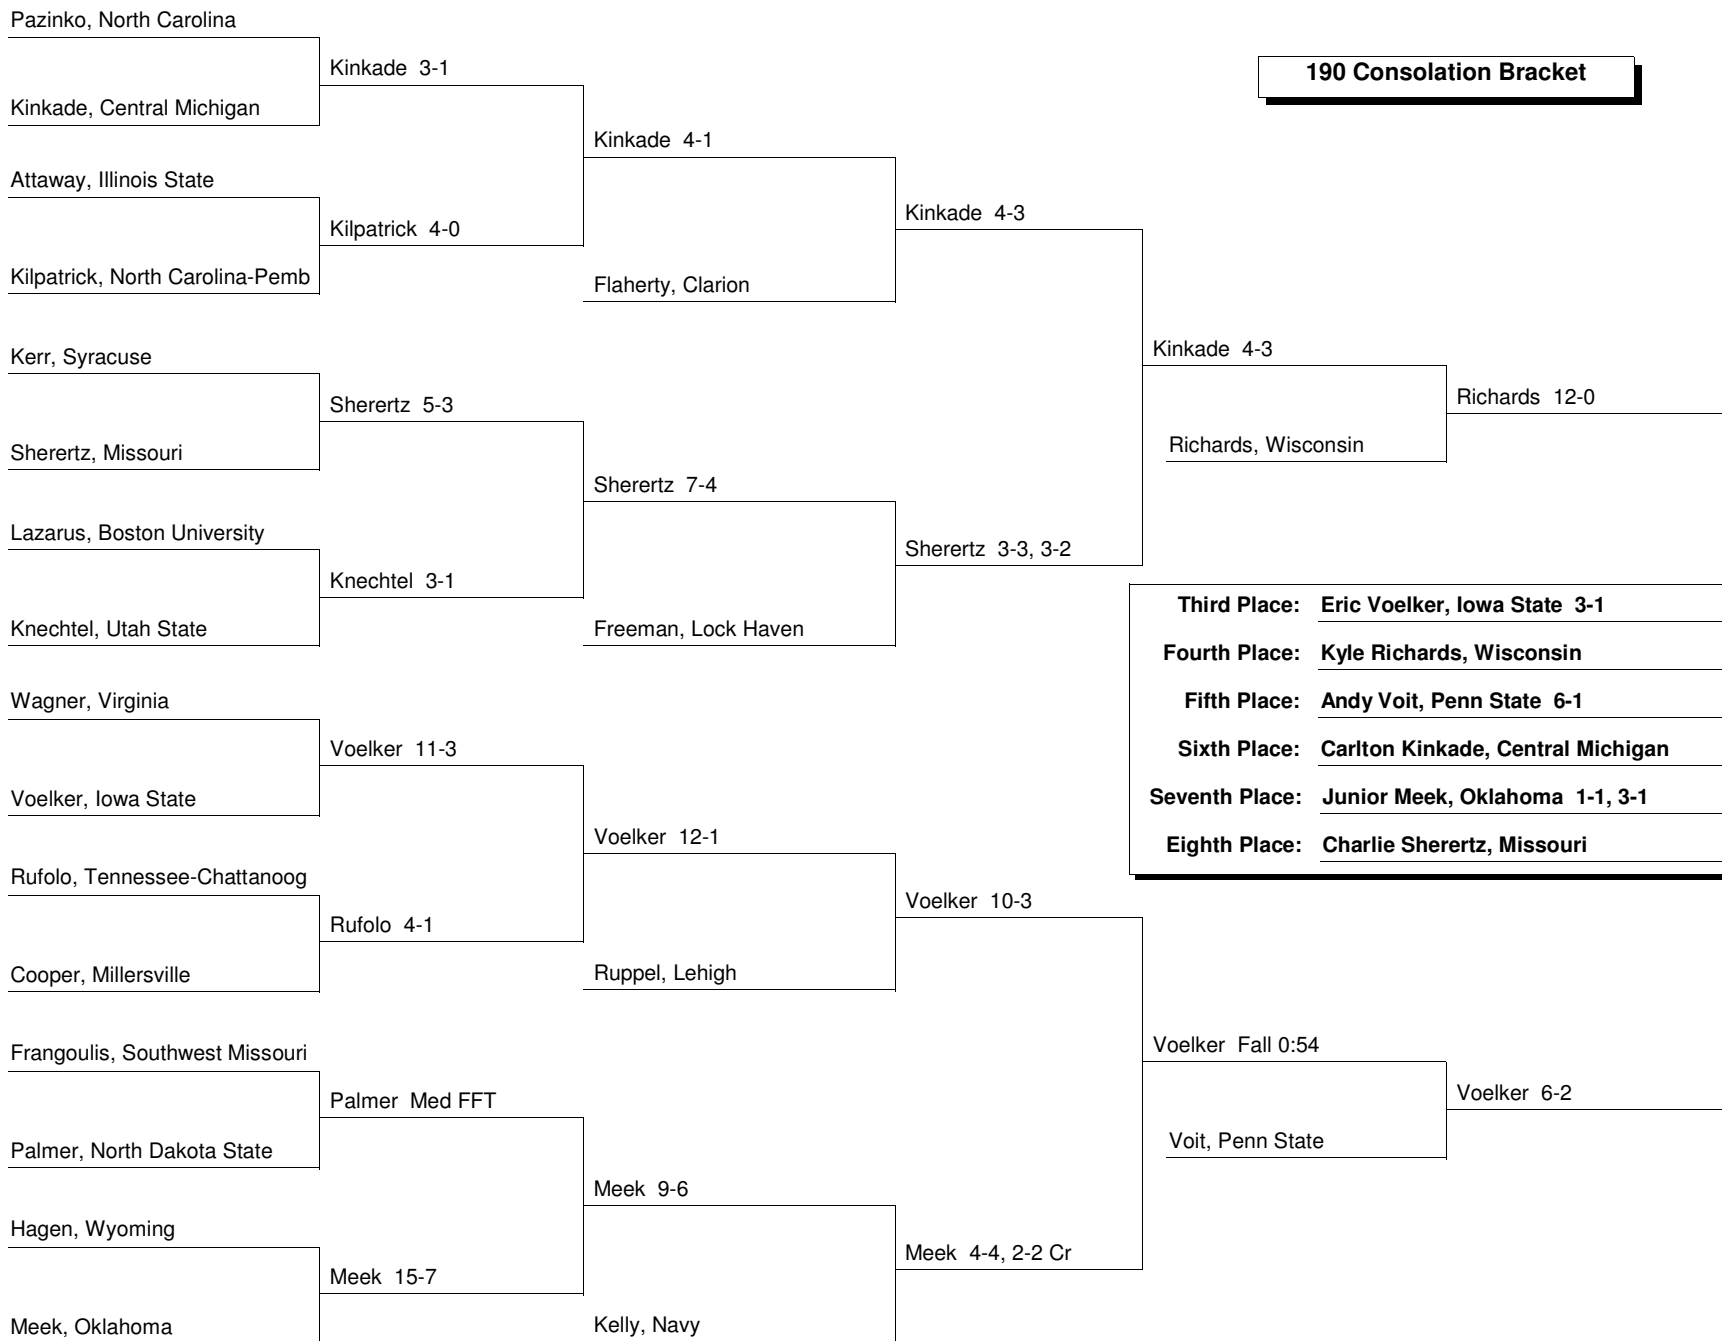 Pazinko, North Carolina
Kinkade 3-1
190 Consolation Bracket
Kinkade, Central Michigan
Kinkade 4-1
Attaway, Illinois State
Kinkade 4-3
Kilpatrick 4-0
Kilpatrick, North Carolina-Pemb
Flaherty, Clarion
Kerr, Syracuse
Kinkade 4-3
Sherertz 5-3
Richards 12-0
Sherertz, Missouri
Richards, Wisconsin
Sherertz 7-4
Lazarus, Boston University
Sherertz 3-3, 3-2
Knechtel 3-1
Knechtel, Utah State
Freeman, Lock Haven
Third Place: Eric Voelker, Iowa State 3-1
Fourth Place: Kyle Richards, Wisconsin
Fifth Place: Andy Voit, Penn State 6-1
Sixth Place: Carlton Kinkade, Central Michigan
Seventh Place: Junior Meek, Oklahoma 1-1, 3-1
Eighth Place: Charlie Sherertz, Missouri
Wagner, Virginia
Voelker 11-3
Voelker, Iowa State
Voelker 12-1
Rufolo, Tennessee-Chattanoog
Voelker 10-3
Rufolo 4-1
Cooper, Millersville
Ruppel, Lehigh
Frangoulis, Southwest Missouri
Voelker Fall 0:54
Palmer Med FFT
Voelker 6-2
Palmer, North Dakota State
Voit, Penn State
Meek 9-6
Hagen, Wyoming
Meek 4-4, 2-2 Cr
Meek 15-7
Meek, Oklahoma
Kelly, Navy